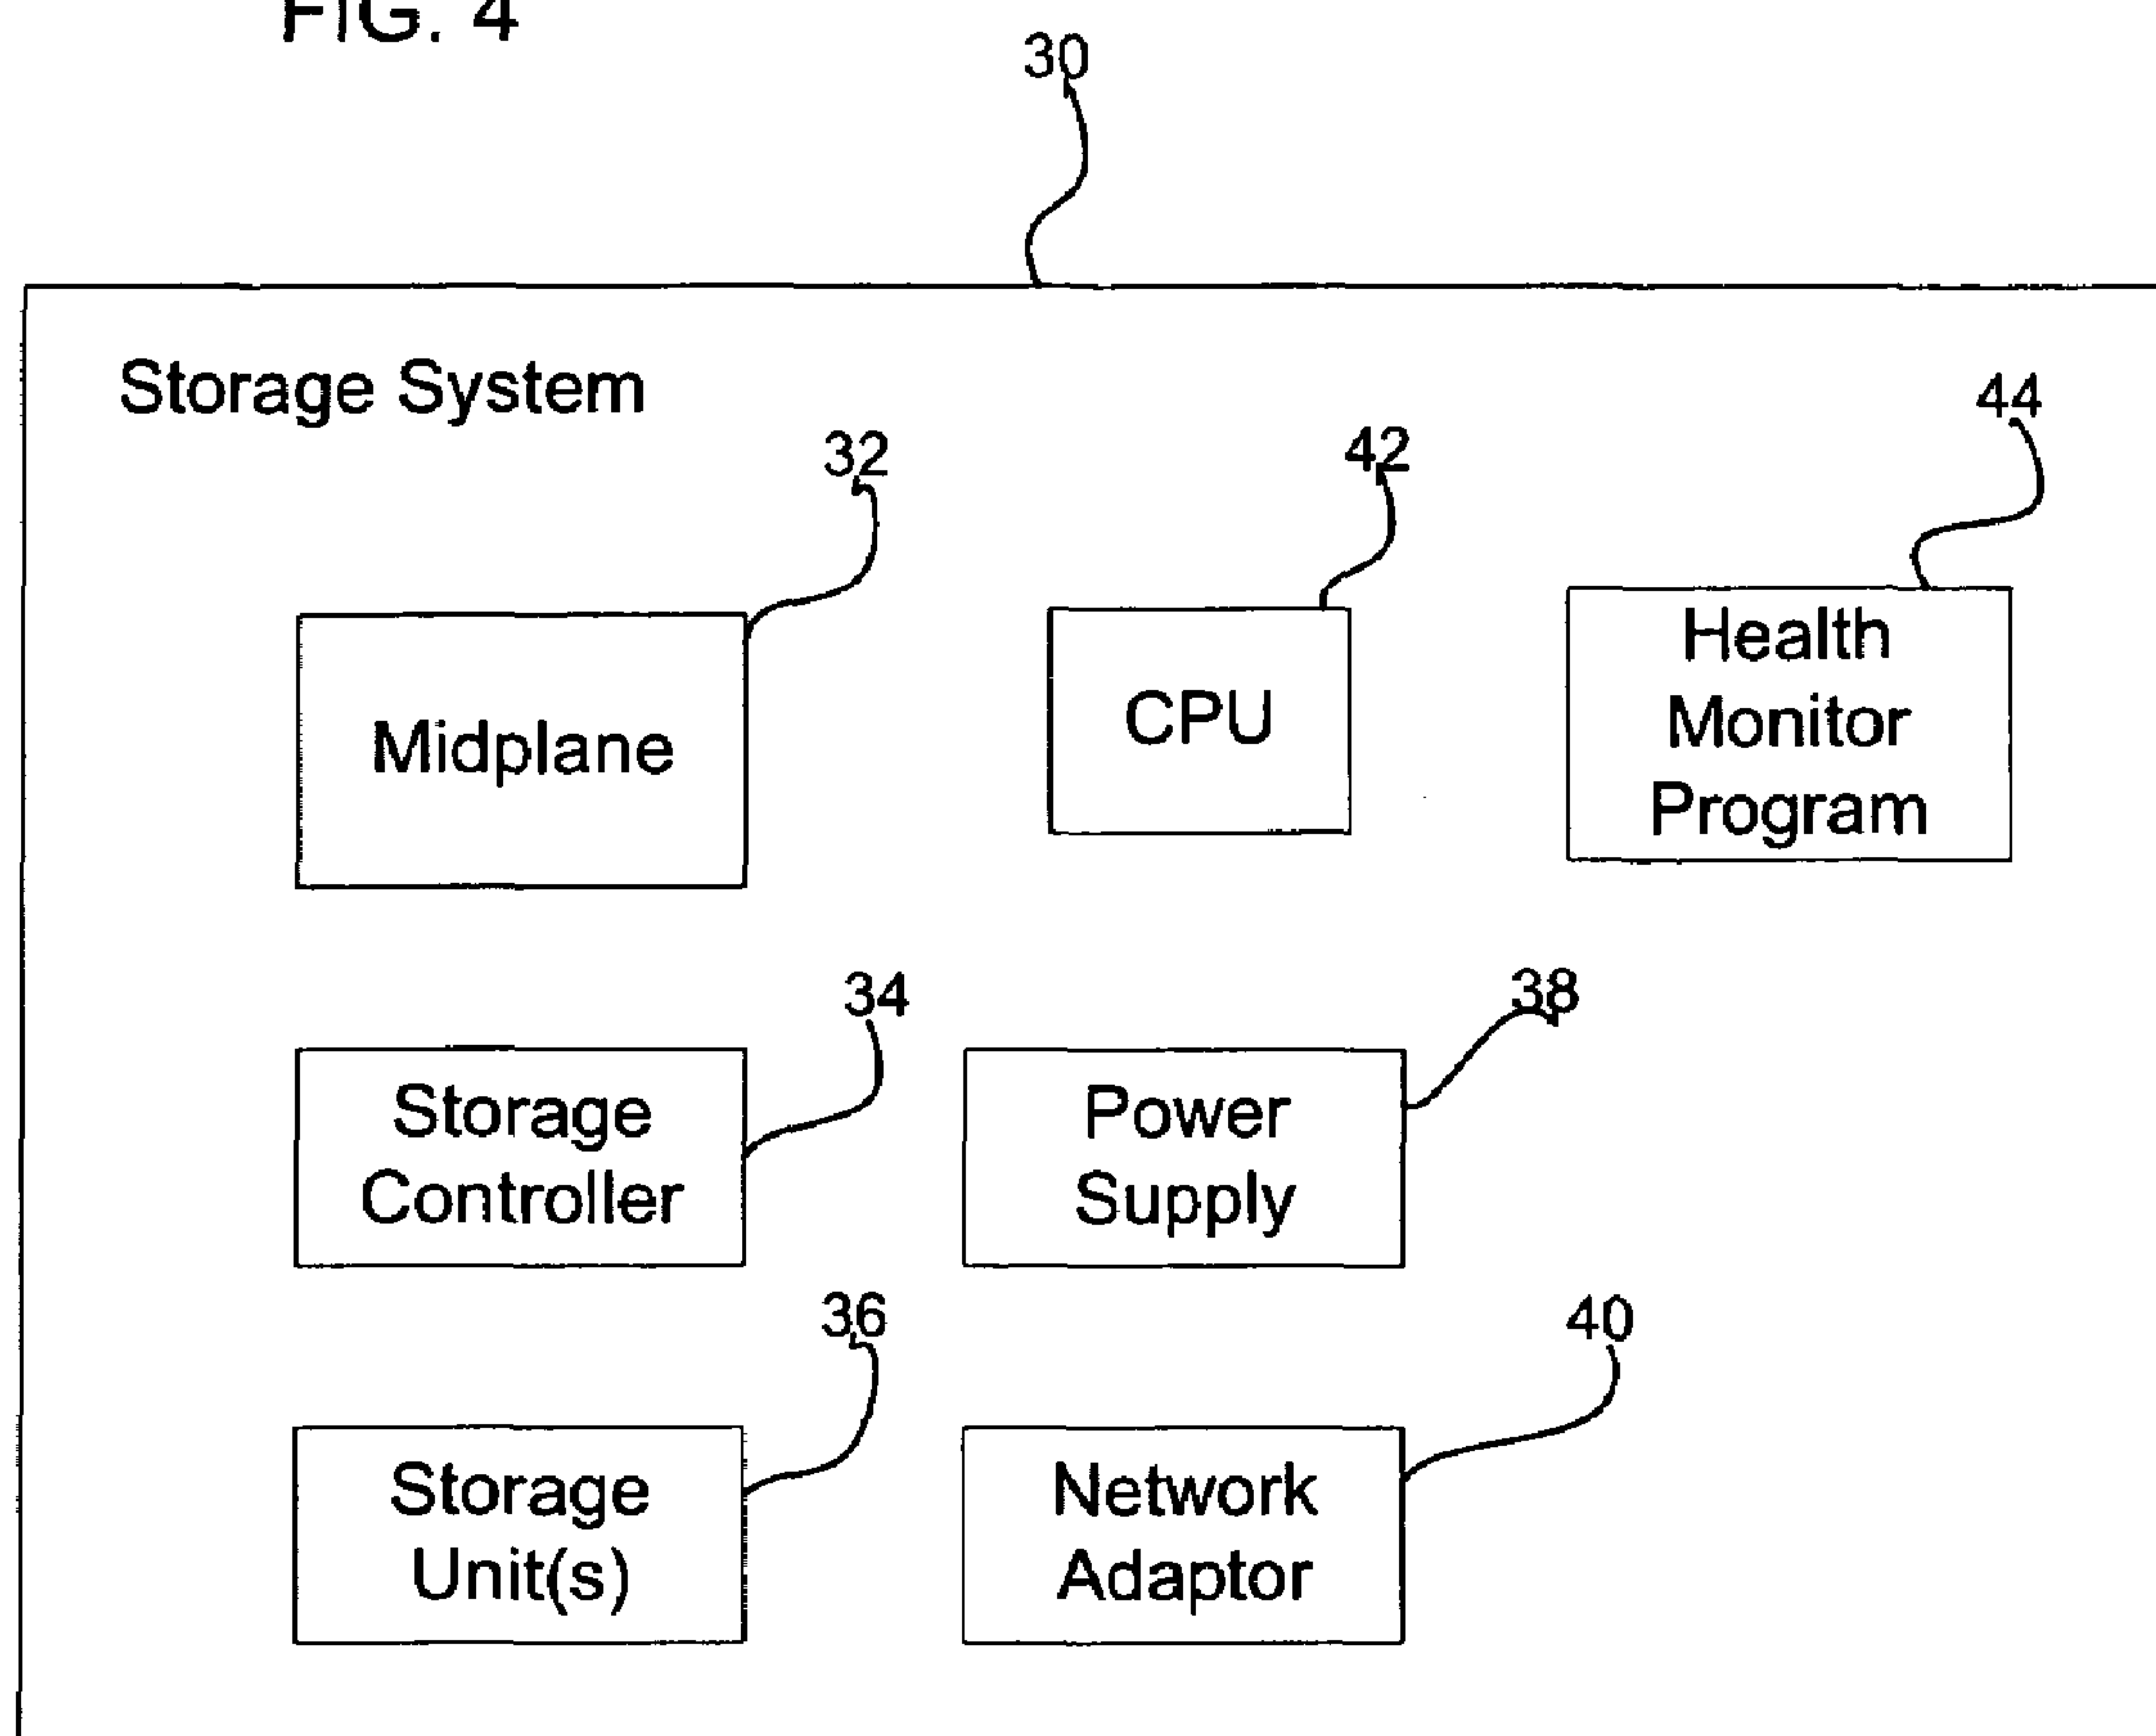 FIG. 4
30
Storage System
32
42
44
Midplane
CPU
Health
Monitor
Program
34
38
Storage
Controller
Power
Supply
36
40
Storage
Unit(s)
Network
Adaptor